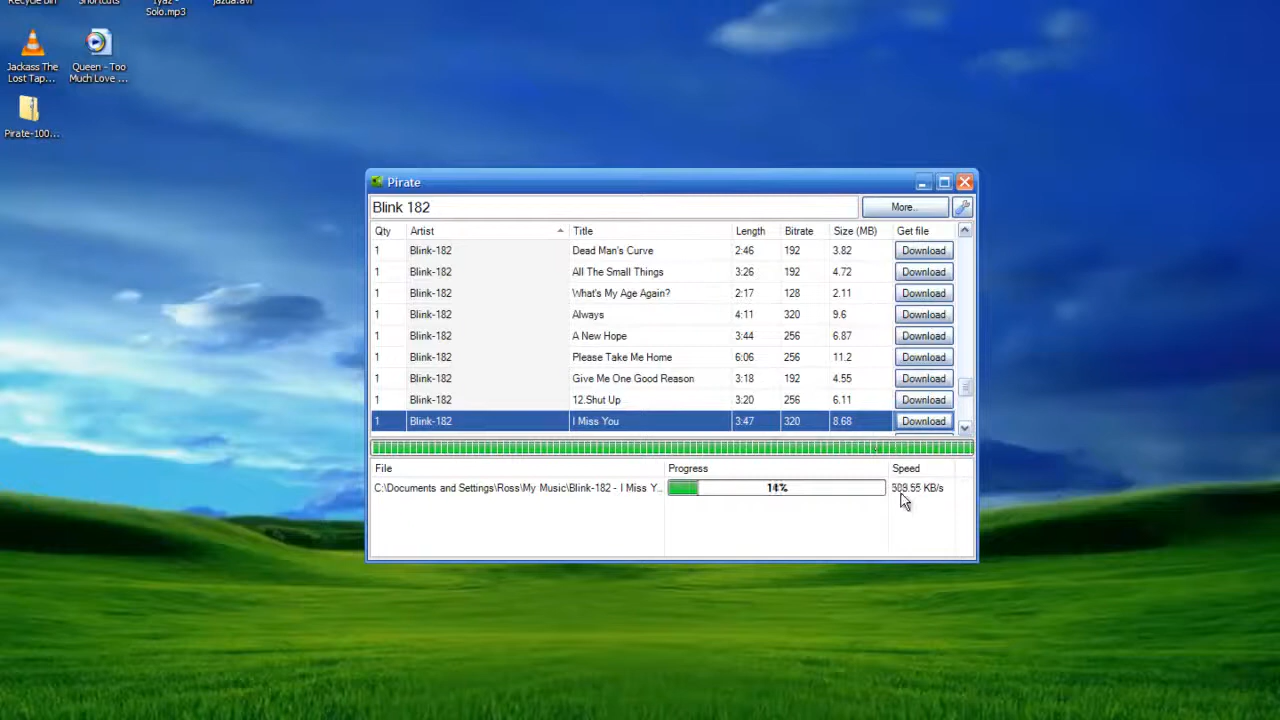 Recycle Bin
Shortcuts
Iyaz -
Solo.mp3
jazda.avi
Jackass The
Lost Tap...
Queen - Too
Much Love ...
Pirate-100...
Pirate
Blink 182
More..
Qty Artist Title Length Bitrate Size (MB) Get file
1 Blink-182 Dead Man's Curve 2:46 192 3.82 Download
1 Blink-182 All The Small Things 3:26 192 4.72 Download
1 Blink-182 What's My Age Again? 2:17 128 2.11 Download
1 Blink-182 Always 4:11 320 9.6 Download
1 Blink-182 A New Hope 3:44 256 6.87 Download
1 Blink-182 Please Take Me Home 6:06 256 11.2 Download
1 Blink-182 Give Me One Good Reason 3:18 192 4.55 Download
1 Blink-182 12.Shut Up 3:20 256 6.11 Download
1 Blink-182 I Miss You 3:47 320 8.68 Download
File Progress Speed
C:\Documents and Settings\Ross\My Music\Blink-182 - I Miss Y... KB/s